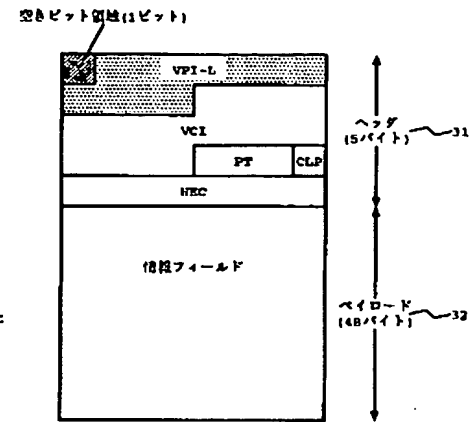 空きビット領域(1ビット)
VPI-L
VCI
PT CLP
HEC
ヘッダ
(5バイト) 31
情報フィールド
ペイロード
(48バイト) 32